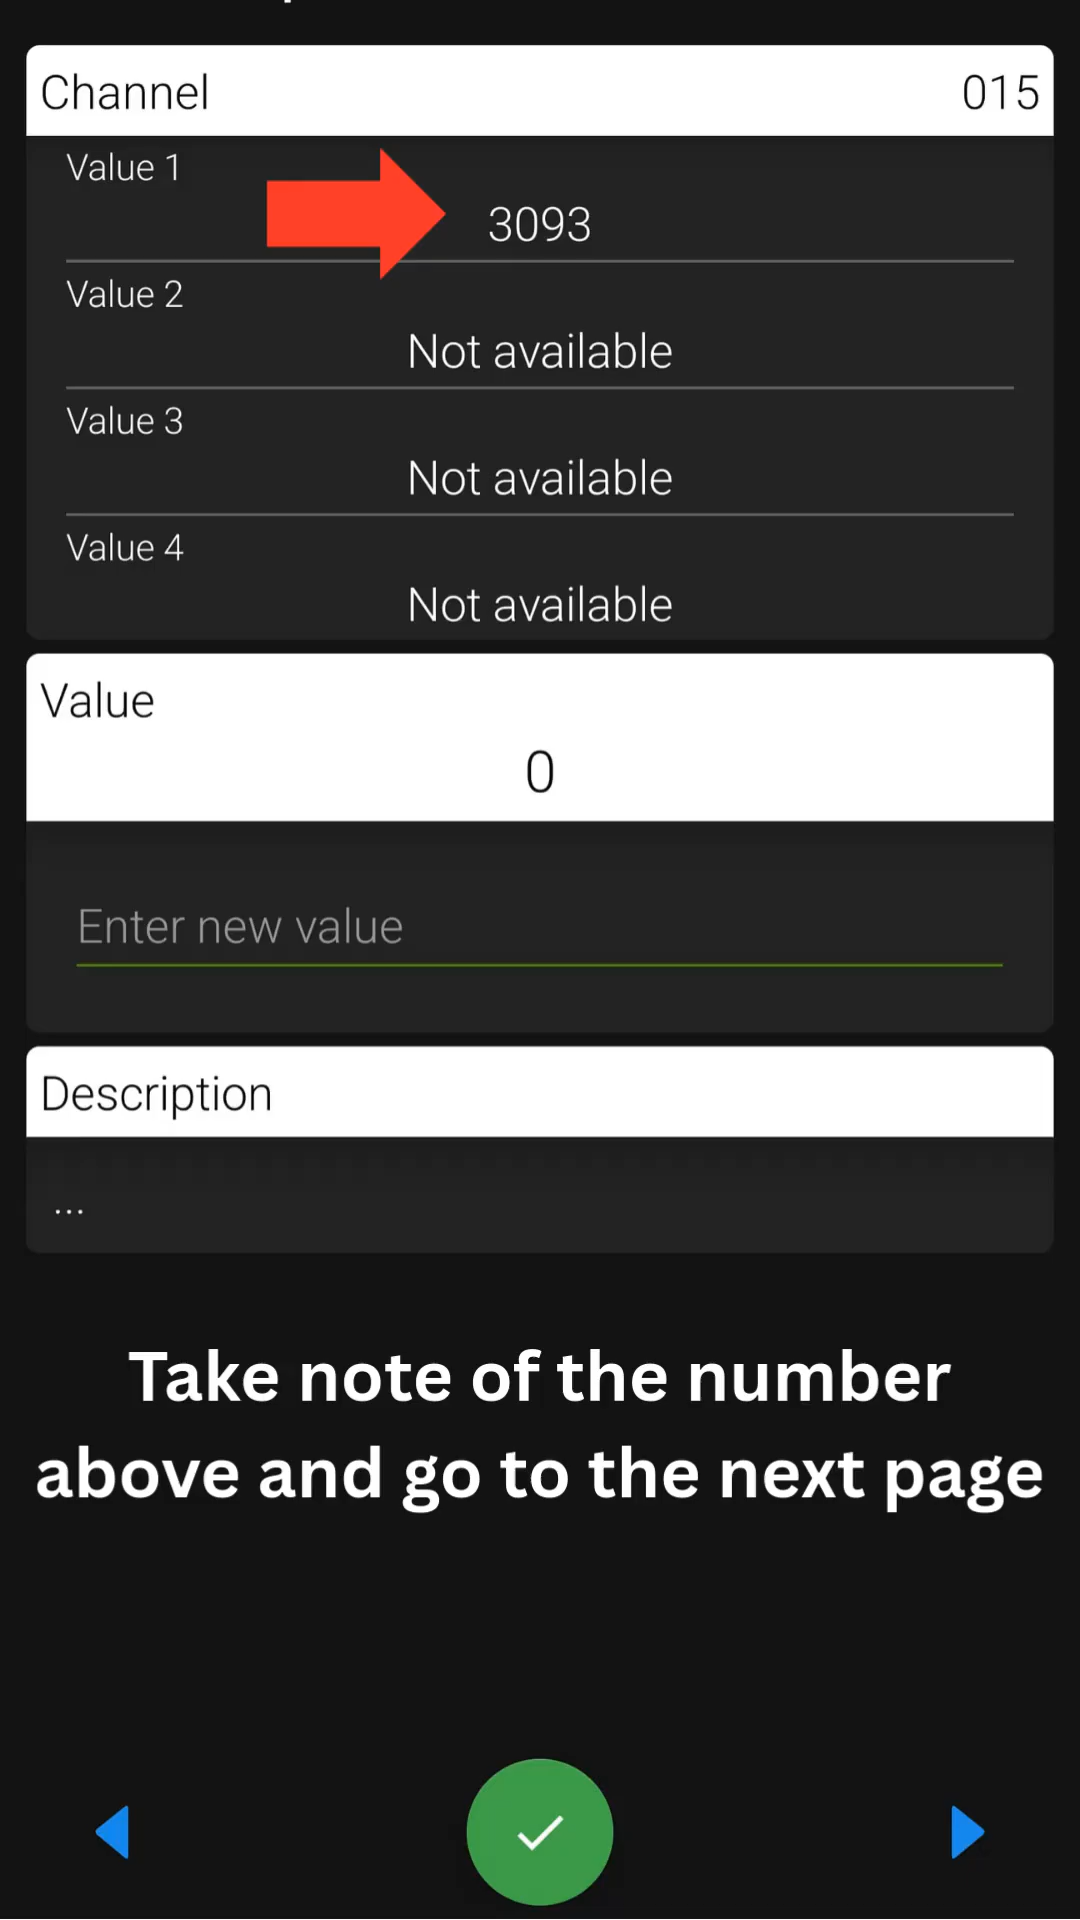 Channel 015
Value 1
3093
Value 2
Not available
Value 3
Not available
Value 4
Not available
Value
0
Enter new value
Description
...
Take note of the number
above and go to the next page